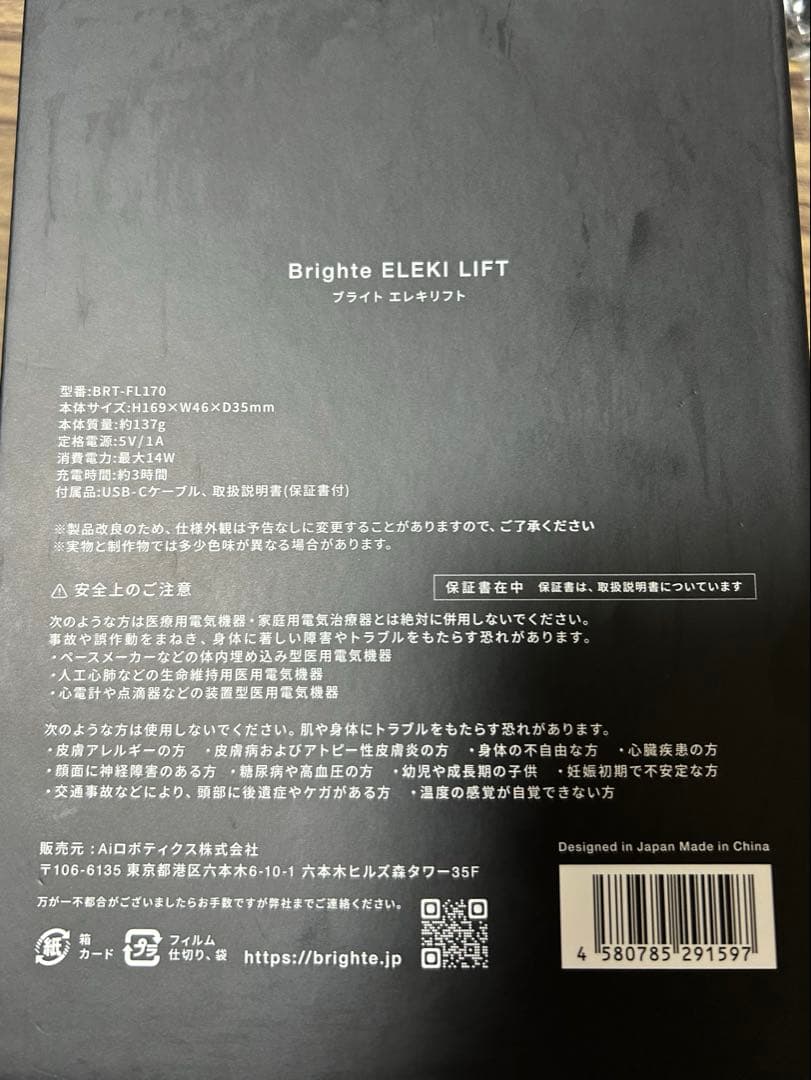 Brighte ELEKI LIFT
ブライト エレキリフト
型番:BRT-FL170
本体サイズ:H169×W46×D35mm
本体質量:約137g
定格電源:5V/1A
消費電力:最大14W
充電時間:約3時間
付属品:USB-Cケーブル、取扱説明書(保証書付)
※製品改良のため、仕様外観は予告なしに変更することがありますので、ご了承ください
※実物と制作物では多少色味が異なる場合があります。
⚠ 安全上のご注意
保証書在中 保証書は、取扱説明書についています
次のような方は医療用電気機器・家庭用電気治療器とは絶対に併用しないでください。
事故や誤作動をまねき、身体に著しい障害やトラブルをもたらす恐れがあります。
・ペースメーカーなどの体内埋め込み型医用電気機器
・人工心肺などの生命維持用医用電気機器
・心電計や点滴器などの装置型医用電気機器
次のような方は使用しないでください。肌や身体にトラブルをもたらす恐れがあります。
・皮膚アレルギーの方 ・皮膚病およびアトピー性皮膚炎の方 ・身体の不自由な方 ・心臓疾患の方
・顔面に神経障害のある方 ・糖尿病や高血圧の方 ・幼児や成長期の子供 ・妊娠初期で不安定な方
・交通事故などにより、頭部に後遺症やケガがある方 ・温度の感覚が自覚できない方
販売元:Aiロボティクス株式会社
〒106-6135 東京都港区六本木6-10-1 六本木ヒルズ森タワー35F
万が一不都合がございましたらお手数ですが弊社までご連絡ください。
紙 箱 カード
プラ フィルム 仕切り、袋
https://brighte.jp
Designed in Japan Made in China
4 580785 291597